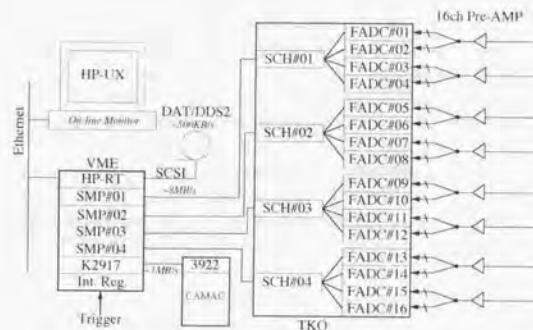 16ch Pre-AMP
HP-UX
On-line Monitor
Ethernet
DAT/DDS2
~500KB/s
VME
HP-RT
SCSI
~8MB/s
SMP#01
SMP#02
SMP#03
SMP#04
K2917
Int. Reg.
Trigger
~1MB/s
3922
CAMAC
SCH#01
SCH#02
SCH#03
SCH#04
FADC#01
FADC#02
FADC#03
FADC#04
FADC#05
FADC#06
FADC#07
FADC#08
FADC#09
FADC#10
FADC#11
FADC#12
FADC#13
FADC#14
FADC#15
FADC#16
TKO